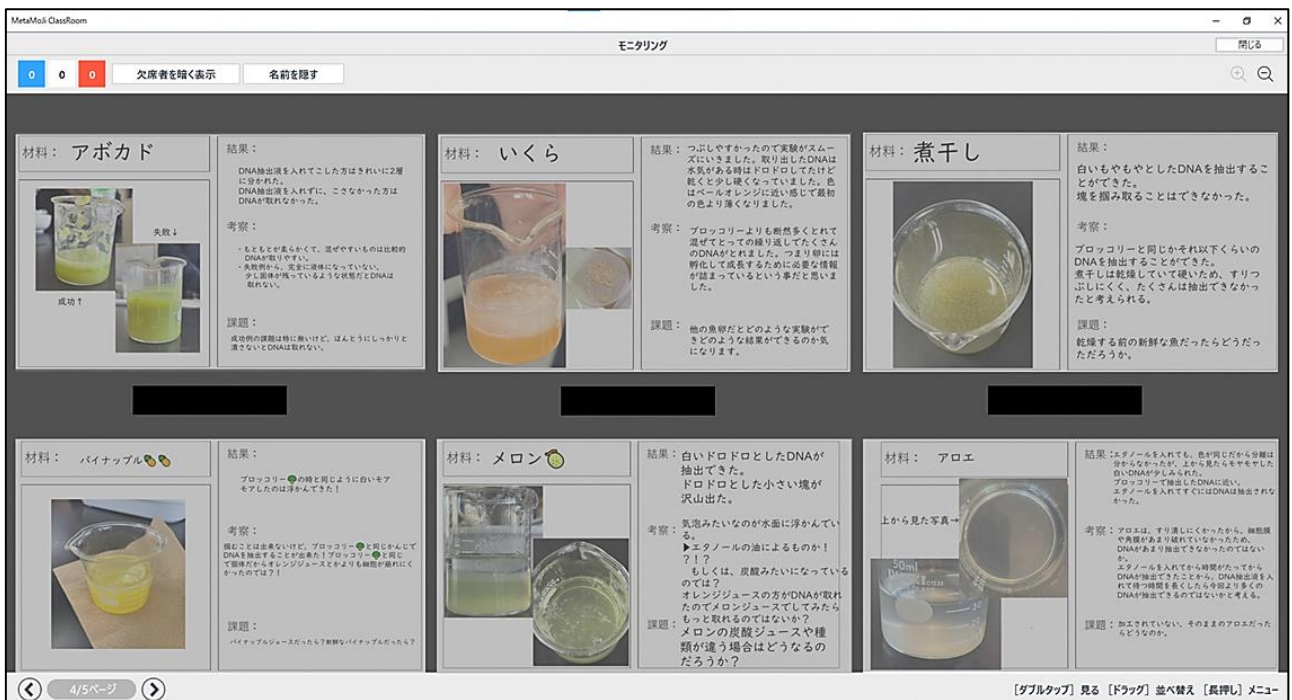 MetaMoJi ClassRoom
モニタリング
閉じる
0 0 0 欠席者を暗く表示 名前を隠す
材料： アボカド
失敗↓
成功↑
結果：
DNA抽出液を入れてこした方はきれいに2層
に分かれた。
DNA抽出液を入れずに、こさなかった方は
DNAが取れなかった。
考察：
・もともとが柔らかくて、混ぜやすいものは比較的
DNAが取りやすい。
・失敗例から、完全に液体になっていない、
少し固体が残っているような状態だとDNAは
取れない。
課題：
成功例の課題は特に無いけど、ほんとうにしっかりと
潰さないとDNAは取れない。
材料： いくら
結果： つぶしやすかったので実験がスムー
ズにいきました。取り出したDNAは
水気がある時はドロドロしてたけど
乾くと少し硬くなっていました。色
はペールオレンジに近い感じで最初
の色より薄くなりました。
考察： ブロッコリーよりも断然多くとれて
混ぜてとっての繰り返しでたくさん
のDNAがとれました。つまり卵には
孵化して成長するために必要な情報
が詰まっているという事だと思いま
した。
課題： 他の魚卵だとどのような実験がで
きどのような結果ができるのか気
になります。
材料： 煮干し
結果：
白いもやもやとしたDNAを抽出するこ
とができた。
塊を掴み取ることはできなかった。
考察：
ブロッコリーと同じかそれ以下くらいの
DNAを抽出することができた。
煮干しは乾燥していて硬いため、すりつ
ぶしにくく、たくさんは抽出できなかっ
たと考えられる。
課題：
乾燥する前の新鮮な魚だったらどうだっ
ただろうか。
材料： パイナップル🍍🍍
結果：
ブロッコリー🥦の時と同じように白いモア
モアしたのは浮かんできた！
考察：
掴むことは出来ないけど、ブロッコリー🥦と同じかんじで
DNAを抽出することが出来た！ブロッコリー🥦と同じ
で個体だからオレンジジュースとかよりも細胞が崩れにく
かったのでは？！
課題：
パイナップルジュースだったら？新鮮なパイナップルだったら？
材料： メロン🍈
結果： 白いドロドロとしたDNAが
抽出できた。
ドロドロとした小さい塊が
沢山出た。
考察： 気泡みたいなのが水面に浮かんでい
る。
▶エタノールの油によるものか！
？！？
もしくは、炭酸みたいになっている
のでは？
オレンジジュースの方がDNAが取れ
たのでメロンジュースでしてみたら
もっと取れるのではないか？
課題： メロンの炭酸ジュースや種
類が違う場合はどうなるの
だろうか？
材料： アロエ
上から見た写真→
50ml
結果： エタノールを入れても、色が同じだから分離は
分からなかったが、上から見たらモヤモヤした
白いDNAが少しみられた。
ブロッコリーで抽出したDNAに近い。
エタノールを入れてすぐにはDNAは抽出されな
かった。
考察： アロエは、すり潰しにくかったから、細胞膜
や角膜があまり破れていなかったため、
DNAがあまり抽出できなかったのではない
か。
エタノールを入れてから時間がたってから
DNAが抽出できたことから、DNA抽出液を入
れて待つ時間を長くしたら今回より多くの
DNAが抽出できるのではないかと考える。
課題： 加工されていない、そのままのアロエだった
らどうなのか。
4/5ページ
［ダブルタップ］見る ［ドラッグ］並べ替え ［長押し］メニュー